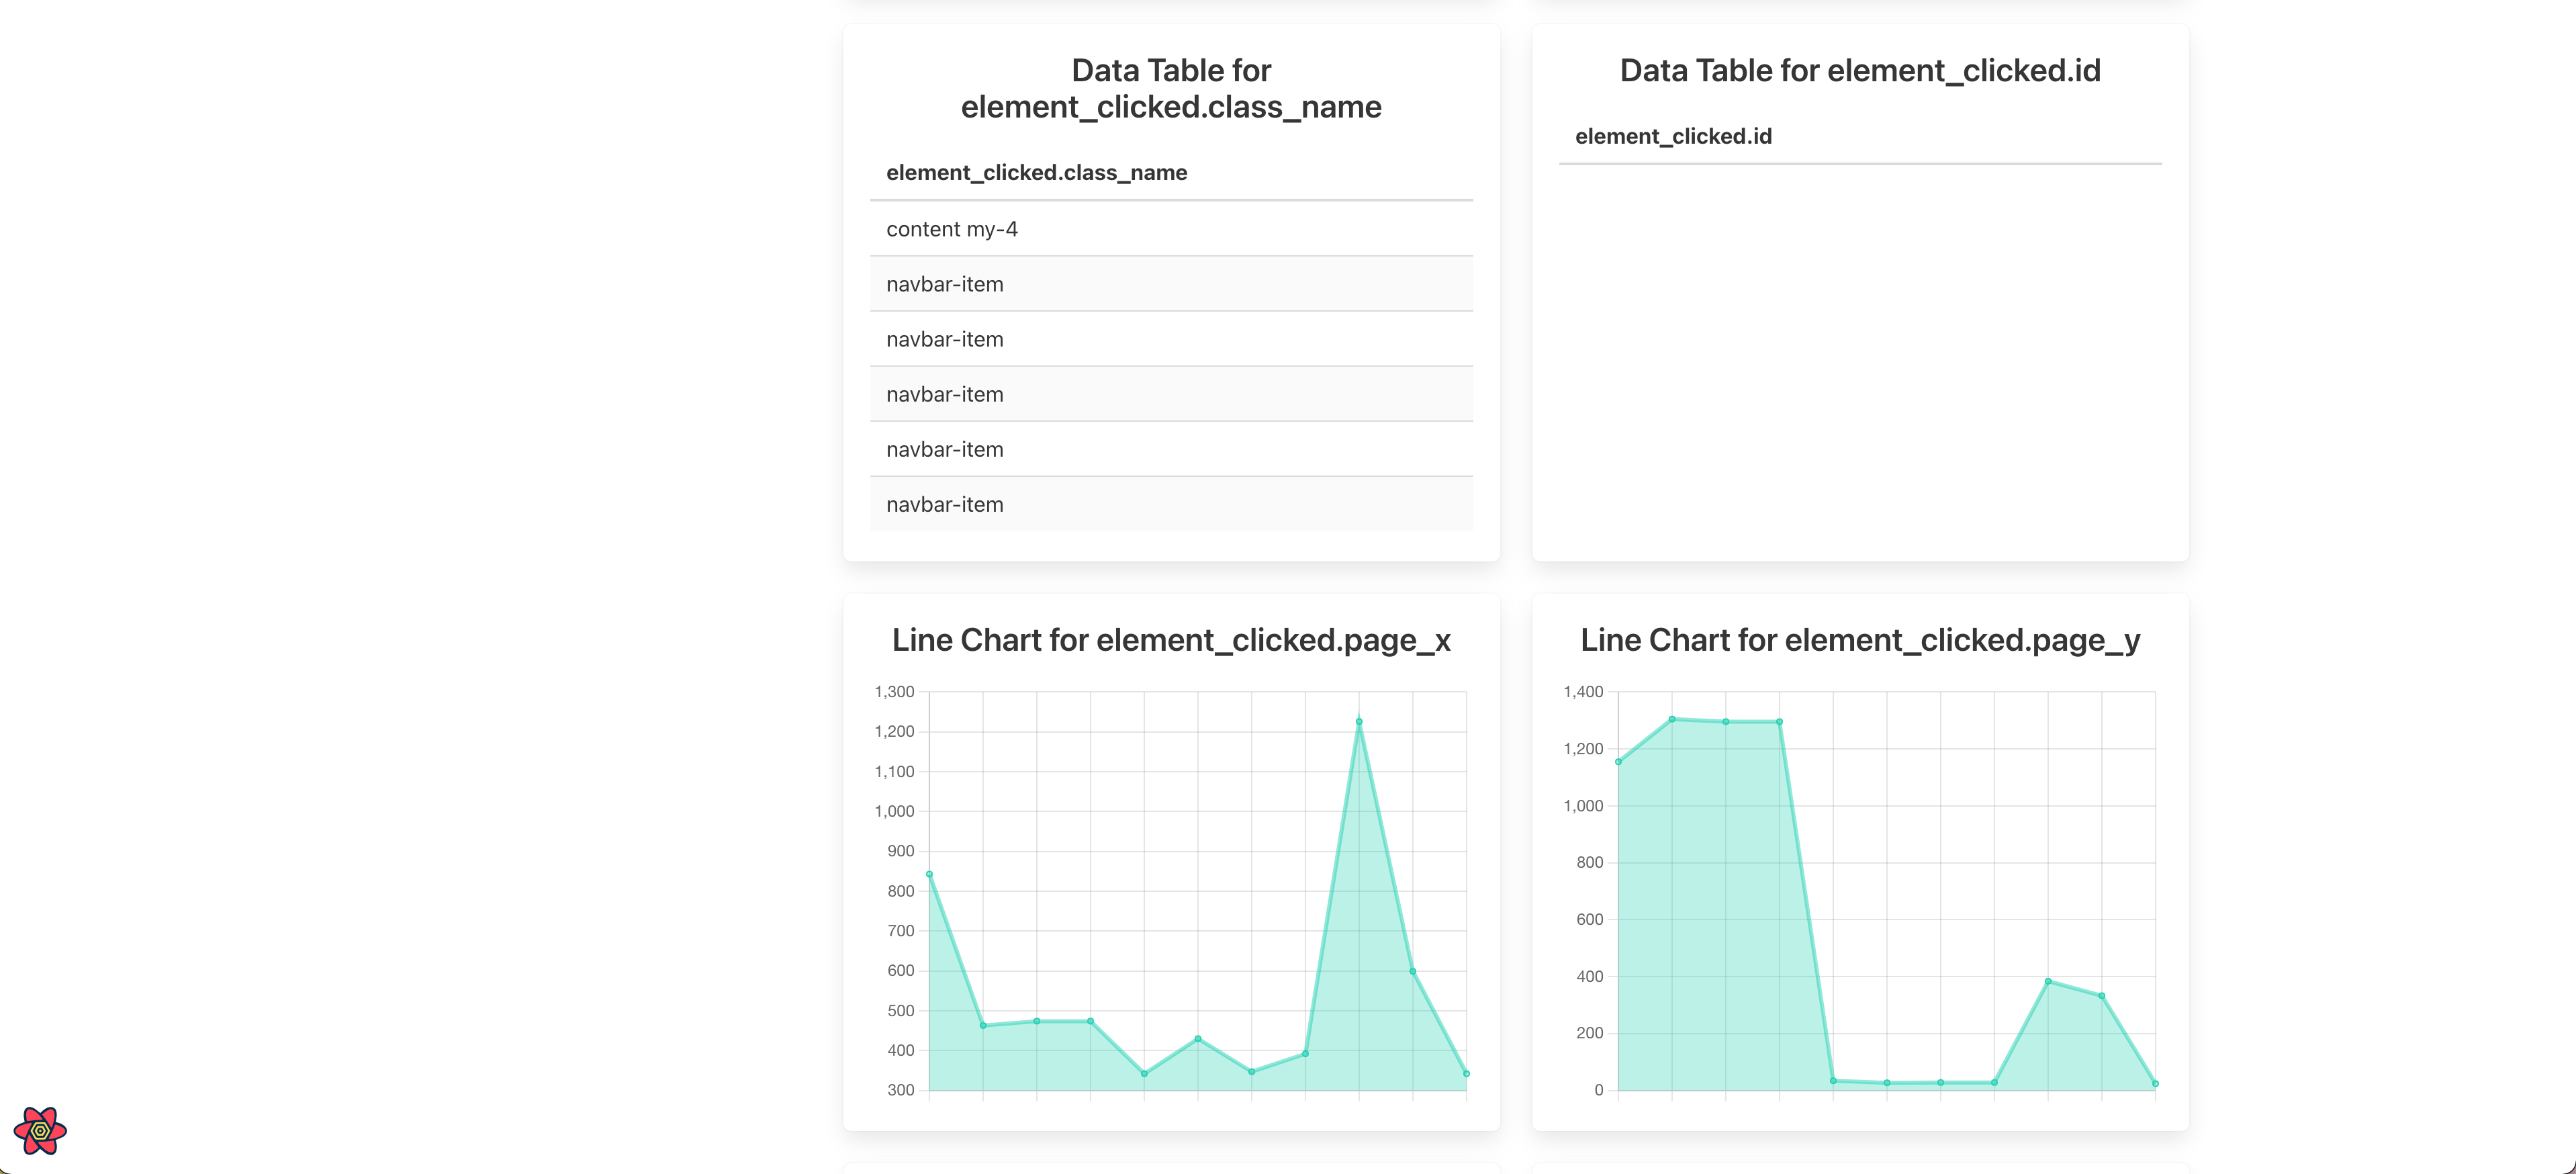 Data Table for
element_clicked.class_name
element_clicked.class_name
content my-4
navbar-item
navbar-item
navbar-item
navbar-item
navbar-item
Data Table for element_clicked.id
element_clicked.id
Line Chart for element_clicked.page_x
1,300
1,200
1,100
1,000
900
800
700
600
500
400
300
Line Chart for element_clicked.page_y
1,400
1,200
1,000
800
600
400
200
0